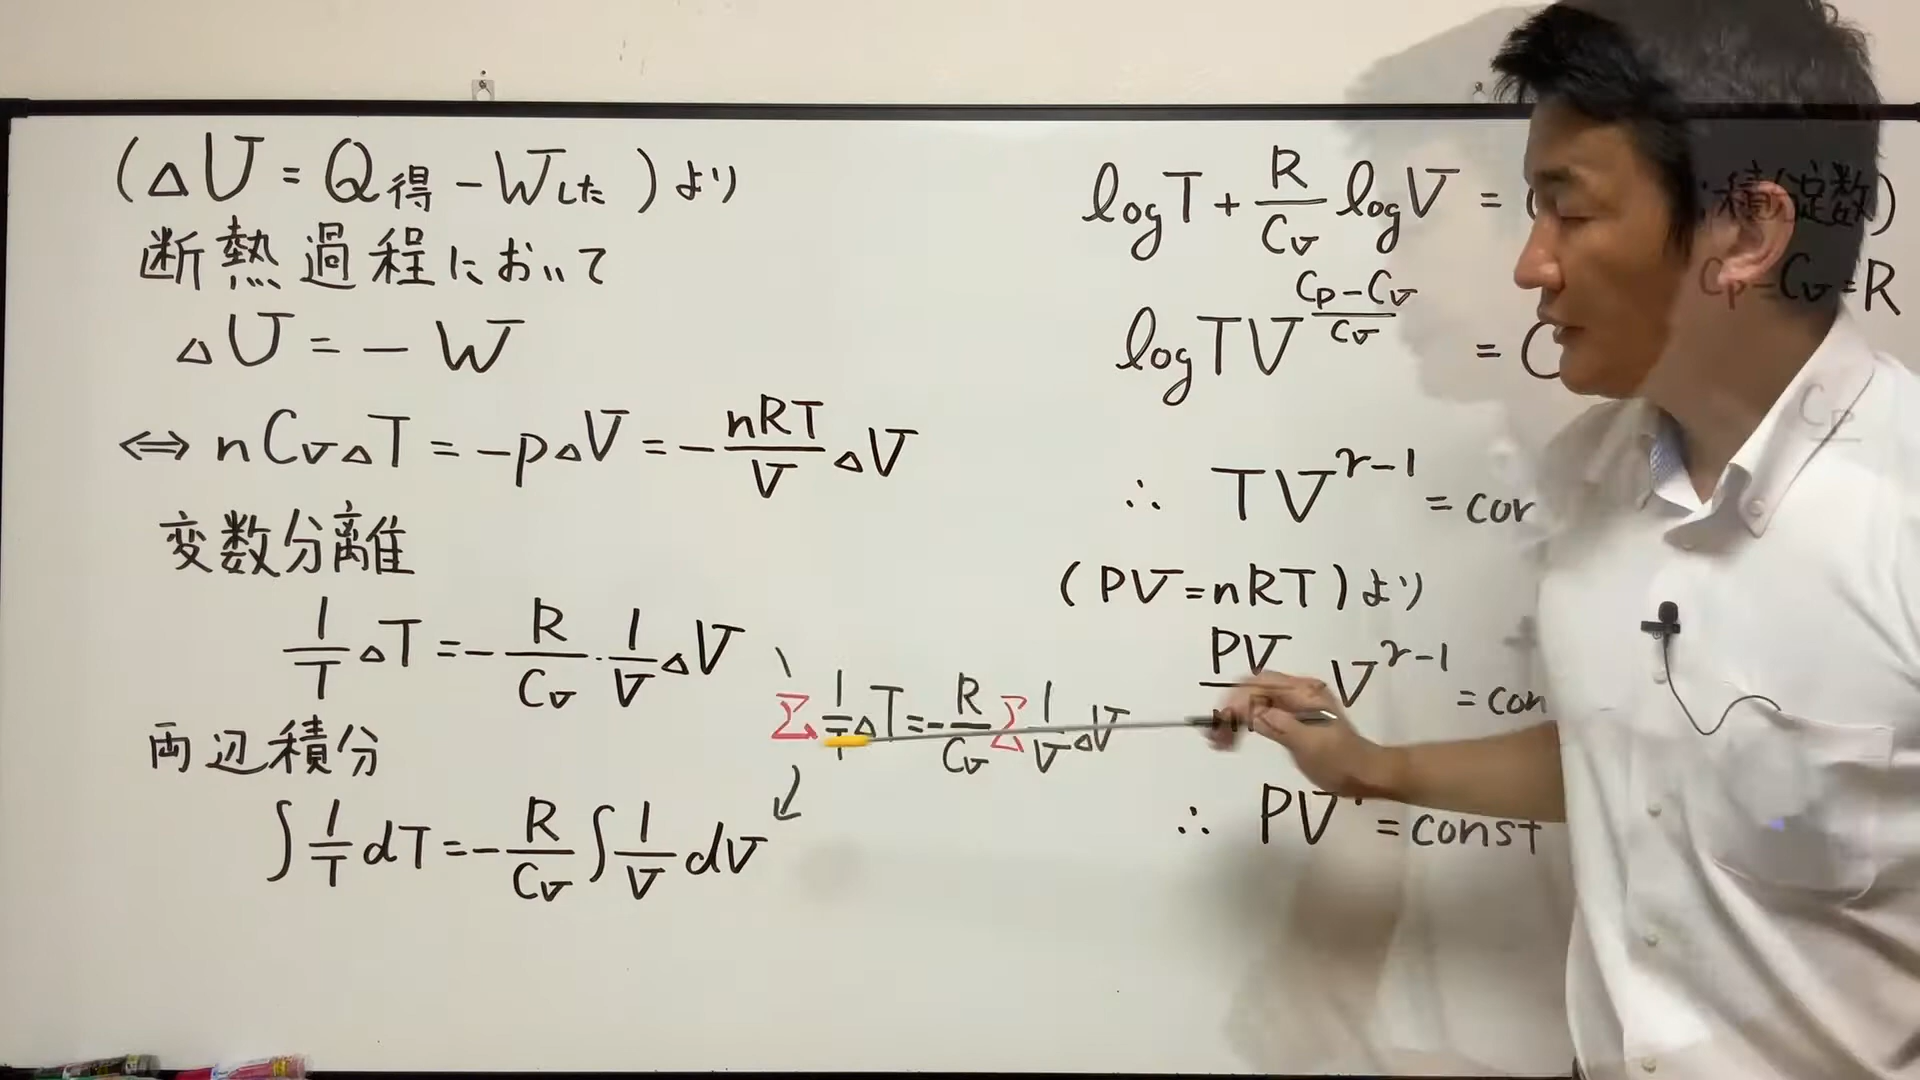 (ΔU = Q得 - Wした) より
断熱過程において
ΔU = - W
⇔ nCvΔT = -pΔV = - nRT/V ΔV
変数分離
1/T ΔT = - R/Cv · 1/V ΔV
Σ 1/T ΔT = - R/Cv Σ 1/V ΔV
両辺積分
∫ 1/T dT = - R/Cv ∫ 1/V dV
log T + R/Cv log V = : 積分定数)
Cp - Cv = R
log TV^(Cp-Cv)/Cv = C
Cp
∴ TV^(γ-1) = con
(PV = nRT) より
PV/nR V^(γ-1) = con
∴ PV = const